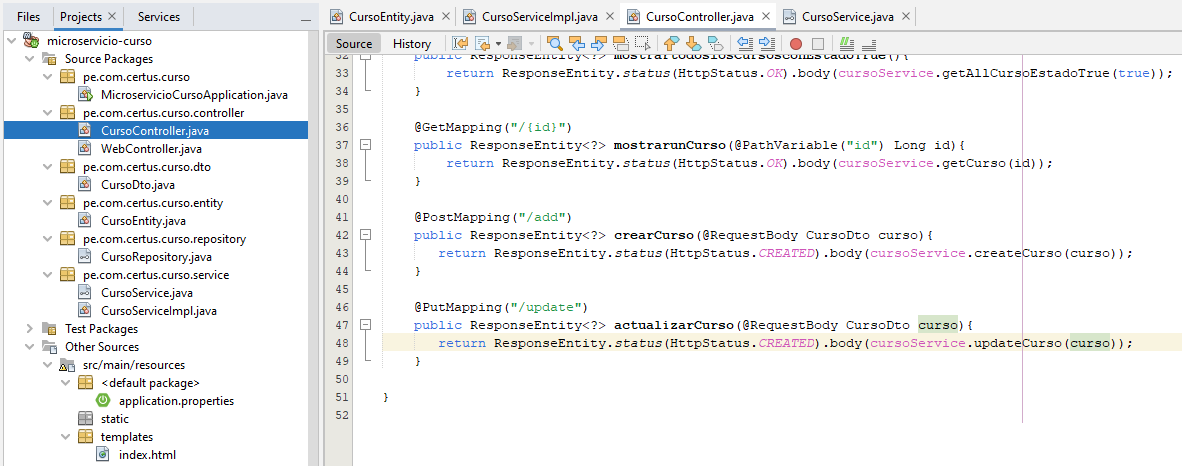 Files
Projects
Services
microservicio-curso
Source Packages
pe.com.certus.curso
MicroservicioCursoApplication.java
pe.com.certus.curso.controller
CursoController.java
WebController.java
pe.com.certus.curso.dto
CursoDto.java
pe.com.certus.curso.entity
CursoEntity.java
pe.com.certus.curso.repository
CursoRepository.java
pe.com.certus.curso.service
CursoService.java
CursoServiceImpl.java
Test Packages
Other Sources
src/main/resources
<default package>
application.properties
static
templates
index.html
CursoEntity.java
CursoServiceImpl.java
CursoController.java
CursoService.java
Source
History
32 public ResponseEntity<?> mostrartodoslosCursosConEstadoTrue(){
33 return ResponseEntity.status(HttpStatus.OK).body(cursoService.getAllCursoEstadoTrue(true));
34 }
35
36 @GetMapping("/{id}")
37 public ResponseEntity<?> mostrarunCurso(@PathVariable("id") Long id){
38 return ResponseEntity.status(HttpStatus.OK).body(cursoService.getCurso(id));
39 }
40
41 @PostMapping("/add")
42 public ResponseEntity<?> crearCurso(@RequestBody CursoDto curso){
43 return ResponseEntity.status(HttpStatus.CREATED).body(cursoService.createCurso(curso));
44 }
45
46 @PutMapping("/update")
47 public ResponseEntity<?> actualizarCurso(@RequestBody CursoDto curso){
48 return ResponseEntity.status(HttpStatus.CREATED).body(cursoService.updateCurso(curso));
49 }
50
51 }
52